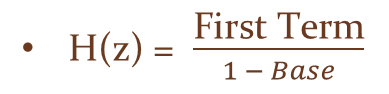 • H(z) = First Term / 1 − Base